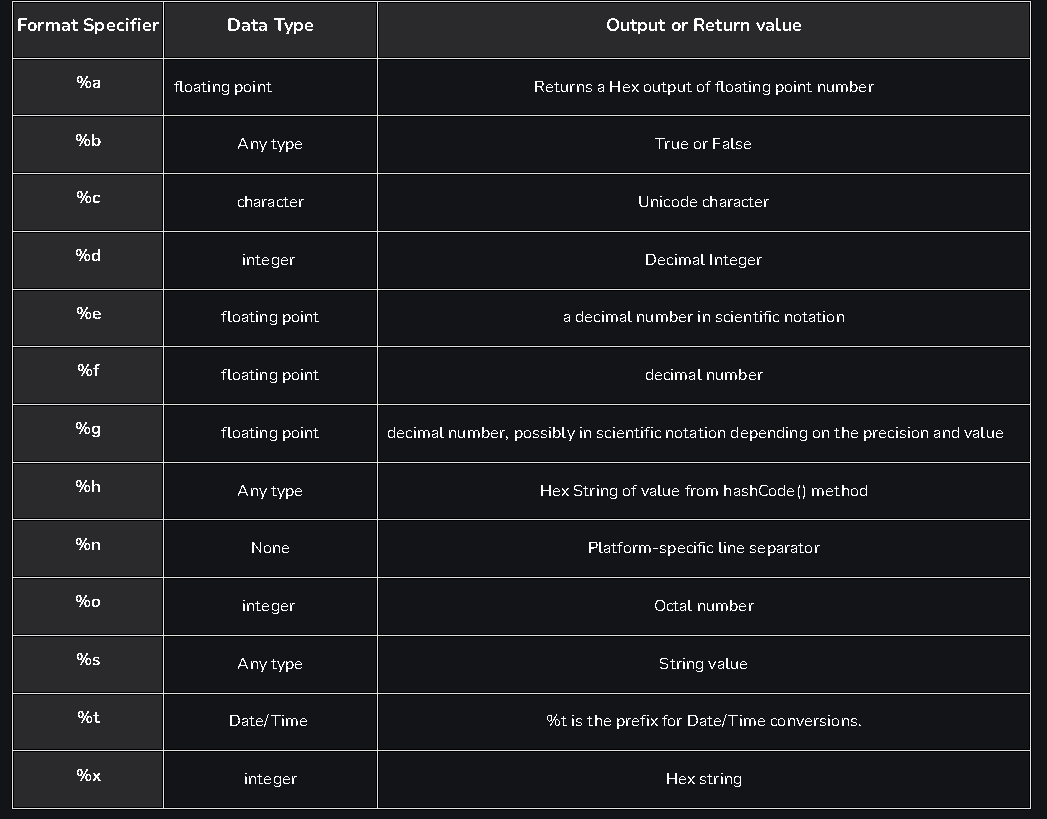 Format Specifier Data Type Output or Return value
%a floating point Returns a Hex output of floating point number
%b Any type True or False
%c character Unicode character
%d integer Decimal Integer
%e floating point a decimal number in scientific notation
%f floating point decimal number
%g floating point decimal number, possibly in scientific notation depending on the precision and value
%h Any type Hex String of value from hashCode() method
%n None Platform-specific line separator
%o integer Octal number
%s Any type String value
%t Date/Time %t is the prefix for Date/Time conversions.
%x integer Hex string